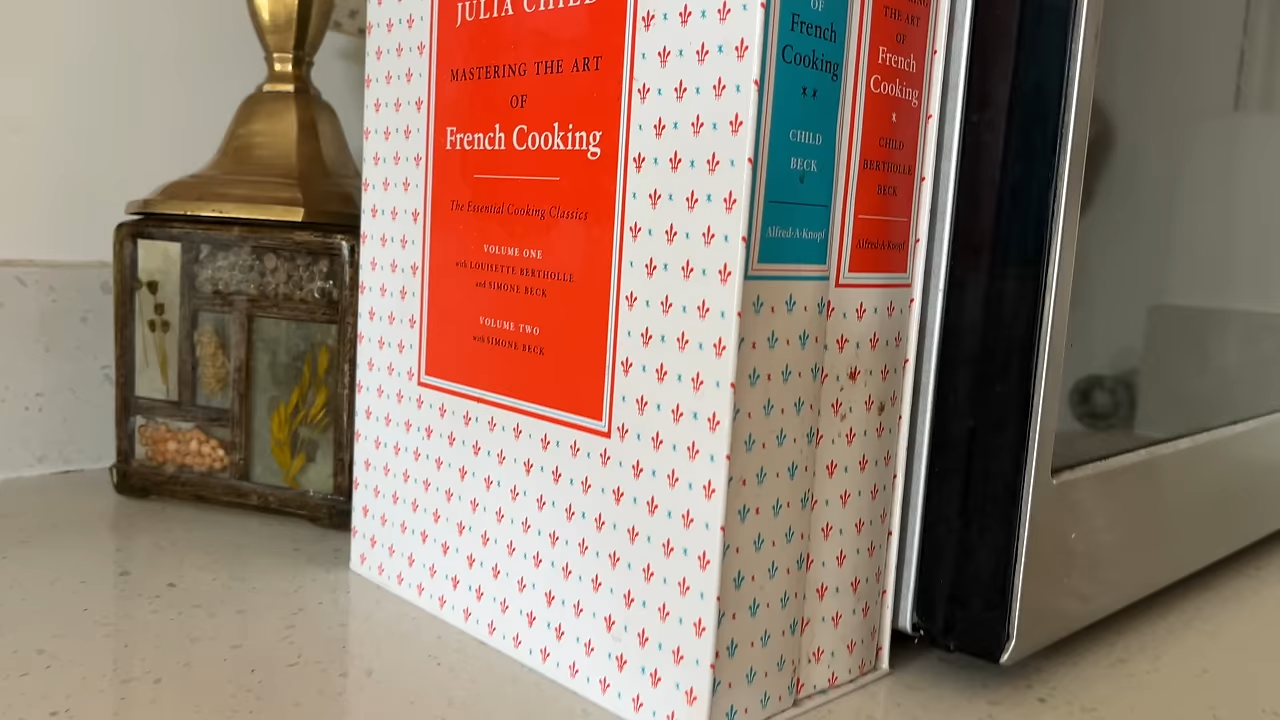 JULIA CHILD
MASTERING THE ART
OF
French Cooking
The Essential Cooking Classics
VOLUME ONE
with LOUISETTE BERTHOLLE
and SIMONE BECK
VOLUME TWO
with SIMONE BECK
OF
French
Cooking
**
CHILD
BECK
Alfred·A·Knopf
THE ART
OF
French
Cooking
*
CHILD
BERTHOLLE
BECK
Alfred·A·Knopf